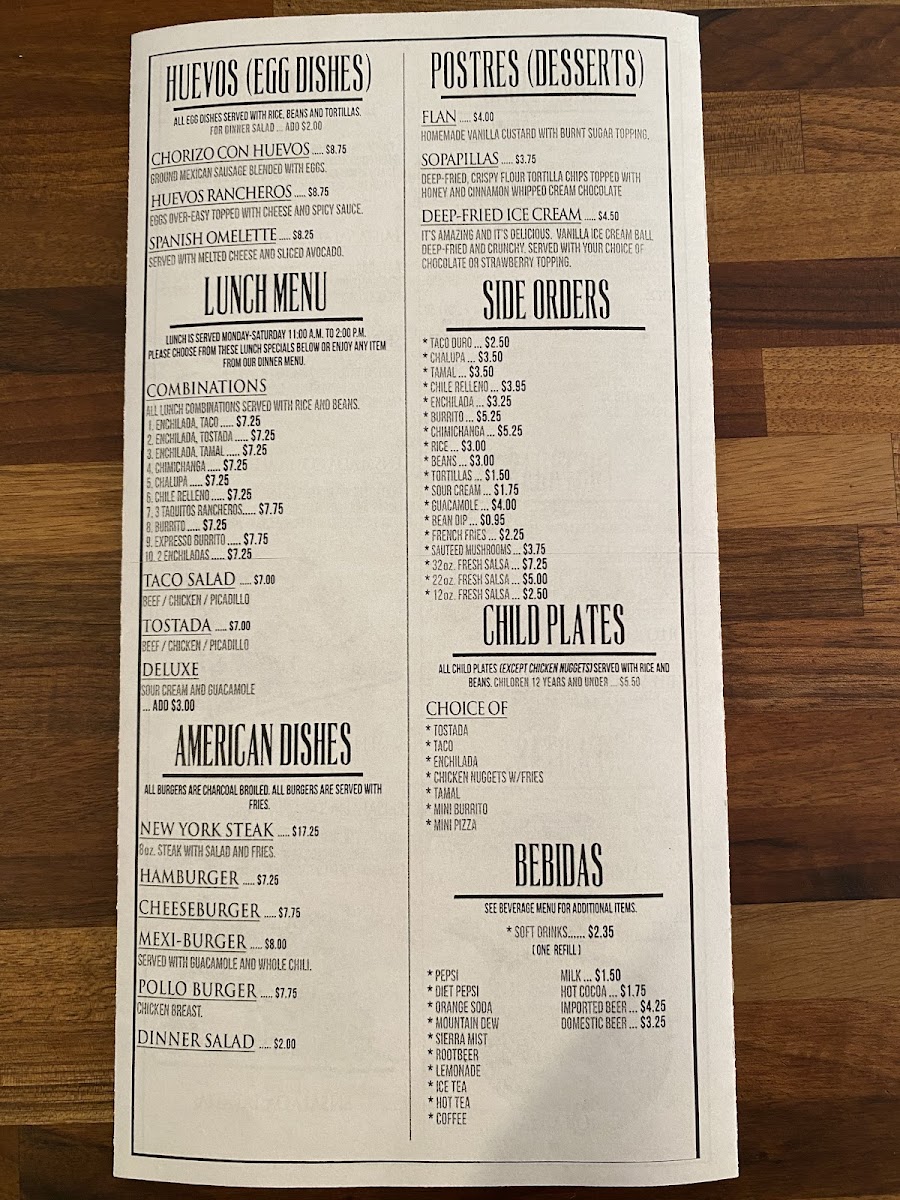 HUEVOS (EGG DISHES)
ALL EGG DISHES SERVED WITH RICE, BEANS AND TORTILLAS.
FOR DINNER SALAD ... ADD $2.00
CHORIZO CON HUEVOS ..... $8.75
GROUND MEXICAN SAUSAGE BLENDED WITH EGGS.
HUEVOS RANCHEROS ..... $8.75
EGGS OVER-EASY TOPPED WITH CHEESE AND SPICY SAUCE.
SPANISH OMELETTE ..... $8.25
SERVED WITH MELTED CHEESE AND SLICED AVOCADO.
LUNCH MENU
LUNCH IS SERVED MONDAY-SATURDAY 11:00 A.M. TO 2:00 P.M.
PLEASE CHOOSE FROM THESE LUNCH SPECIALS BELOW OR ENJOY ANY ITEM
FROM OUR DINNER MENU.
COMBINATIONS
ALL LUNCH COMBINATIONS SERVED WITH RICE AND BEANS.
1. ENCHILADA, TACO ..... $7.25
2. ENCHILADA, TOSTADA ..... $7.25
3. ENCHILADA, TAMAL ..... $7.25
4. CHIMICHANGA ..... $7.25
5. CHALUPA ..... $7.25
6. CHILE RELLENO ..... $7.25
7. 3 TAQUITOS RANCHEROS..... $7.75
8. BURRITO ..... $7.25
9. EXPRESSO BURRITO ..... $7.75
10. 2 ENCHILADAS ..... $7.25
TACO SALAD ..... $7.00
BEEF / CHICKEN / PICADILLO
TOSTADA ..... $7.00
BEEF / CHICKEN / PICADILLO
DELUXE
SOUR CREAM AND GUACAMOLE
... ADD $3.00
AMERICAN DISHES
ALL BURGERS ARE CHARCOAL BROILED. ALL BURGERS ARE SERVED WITH
FRIES.
NEW YORK STEAK ..... $17.25
8oz. STEAK WITH SALAD AND FRIES.
HAMBURGER ..... $7.25
CHEESEBURGER ..... $7.75
MEXI-BURGER ..... $8.00
SERVED WITH GUACAMOLE AND WHOLE CHILI.
POLLO BURGER ..... $7.75
CHICKEN BREAST.
DINNER SALAD ..... $2.00
POSTRES (DESSERTS)
FLAN ..... $4.00
HOMEMADE VANILLA CUSTARD WITH BURNT SUGAR TOPPING.
SOPAPILLAS ..... $3.75
DEEP-FRIED, CRISPY FLOUR TORTILLA CHIPS TOPPED WITH
HONEY AND CINNAMON WHIPPED CREAM CHOCOLATE
DEEP-FRIED ICE CREAM ..... $4.50
IT'S AMAZING AND IT'S DELICIOUS. VANILLA ICE CREAM BALL
DEEP-FRIED AND CRUNCHY. SERVED WITH YOUR CHOICE OF
CHOCOLATE OR STRAWBERRY TOPPING.
SIDE ORDERS
* TACO DURO ... $2.50
* CHALUPA ... $3.50
* TAMAL ... $3.50
* CHILE RELLENO ... $3.95
* ENCHILADA ... $3.25
* BURRITO ... $5.25
* CHIMICHANGA ... $5.25
* RICE ... $3.00
* BEANS ... $3.00
* TORTILLAS ... $1.50
* SOUR CREAM ... $1.75
* GUACAMOLE ... $4.00
* BEAN DIP ... $0.95
* FRENCH FRIES ... $2.25
* SAUTEED MUSHROOMS ... $3.75
* 32oz. FRESH SALSA ... $7.25
* 22oz. FRESH SALSA ... $5.00
* 12oz. FRESH SALSA ... $2.50
CHILD PLATES
ALL CHILD PLATES (EXCEPT CHICKEN NUGGETS) SERVED WITH RICE AND
BEANS. CHILDREN 12 YEARS AND UNDER ... $5.50
CHOICE OF
* TOSTADA
* TACO
* ENCHILADA
* CHICKEN NUGGETS W/FRIES
* TAMAL
* MINI BURRITO
* MINI PIZZA
BEBIDAS
SEE BEVERAGE MENU FOR ADDITIONAL ITEMS.
* SOFT DRINKS...... $2.35
( ONE REFILL )
* PEPSI
* DIET PEPSI
* ORANGE SODA
* MOUNTAIN DEW
* SIERRA MIST
* ROOTBEER
* LEMONADE
* ICE TEA
* HOT TEA
* COFFEE
MILK ... $1.50
HOT COCOA ... $1.75
IMPORTED BEER ... $4.25
DOMESTIC BEER ... $3.25